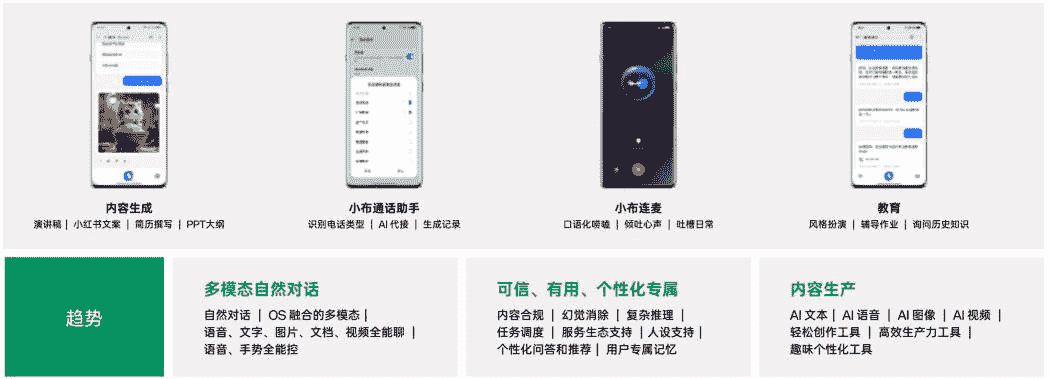 内容生成
演讲稿 | 小红书文案 | 简历撰写 | PPT大纲
小布通话助手
识别电话类型 | AI 代接 | 生成记录
小布连麦
口语化唠嗑 | 倾吐心声 | 吐槽日常
教育
风格扮演 | 辅导作业 | 询问历史知识
趋势
多模态自然对话
自然对话 | OS 融合的多模态 |
语音、文字、图片、文档、视频全能聊 |
语音、手势全能控
可信、有用、个性化专属
内容合规 | 幻觉消除 | 复杂推理 |
任务调度 | 服务生态支持 | 人设支持 |
个性化问答和推荐 | 用户专属记忆
内容生产
AI 文本 | AI 语音 | AI 图像 | AI 视频 |
轻松创作工具 | 高效生产力工具 |
趣味个性化工具